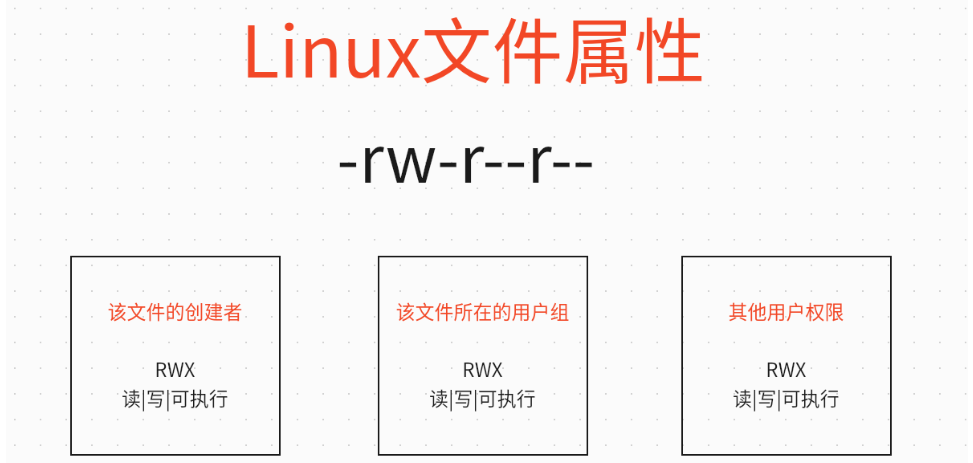 Linux文件属性
-rw-r--r--
该文件的创建者
RWX
读|写|可执行
该文件所在的用户组
RWX
读|写|可执行
其他用户权限
RWX
读|写|可执行